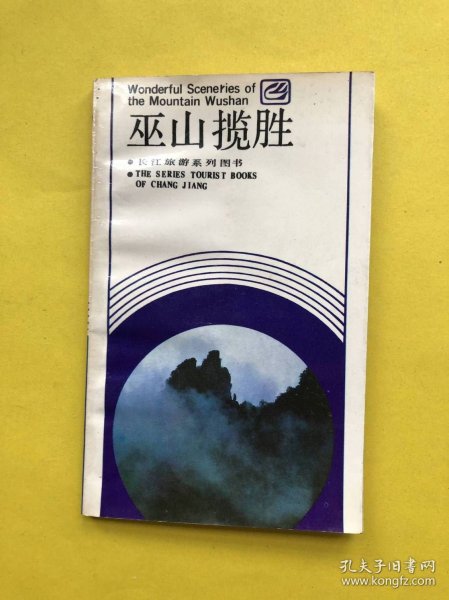 Wonderful Sceneries of
the Mountain Wushan
巫山揽胜
●长江旅游系列图书
●THE SERIES TOURIST BOOKS
OF CHANG JIANG
孔夫子旧书网
www.kongfz.com